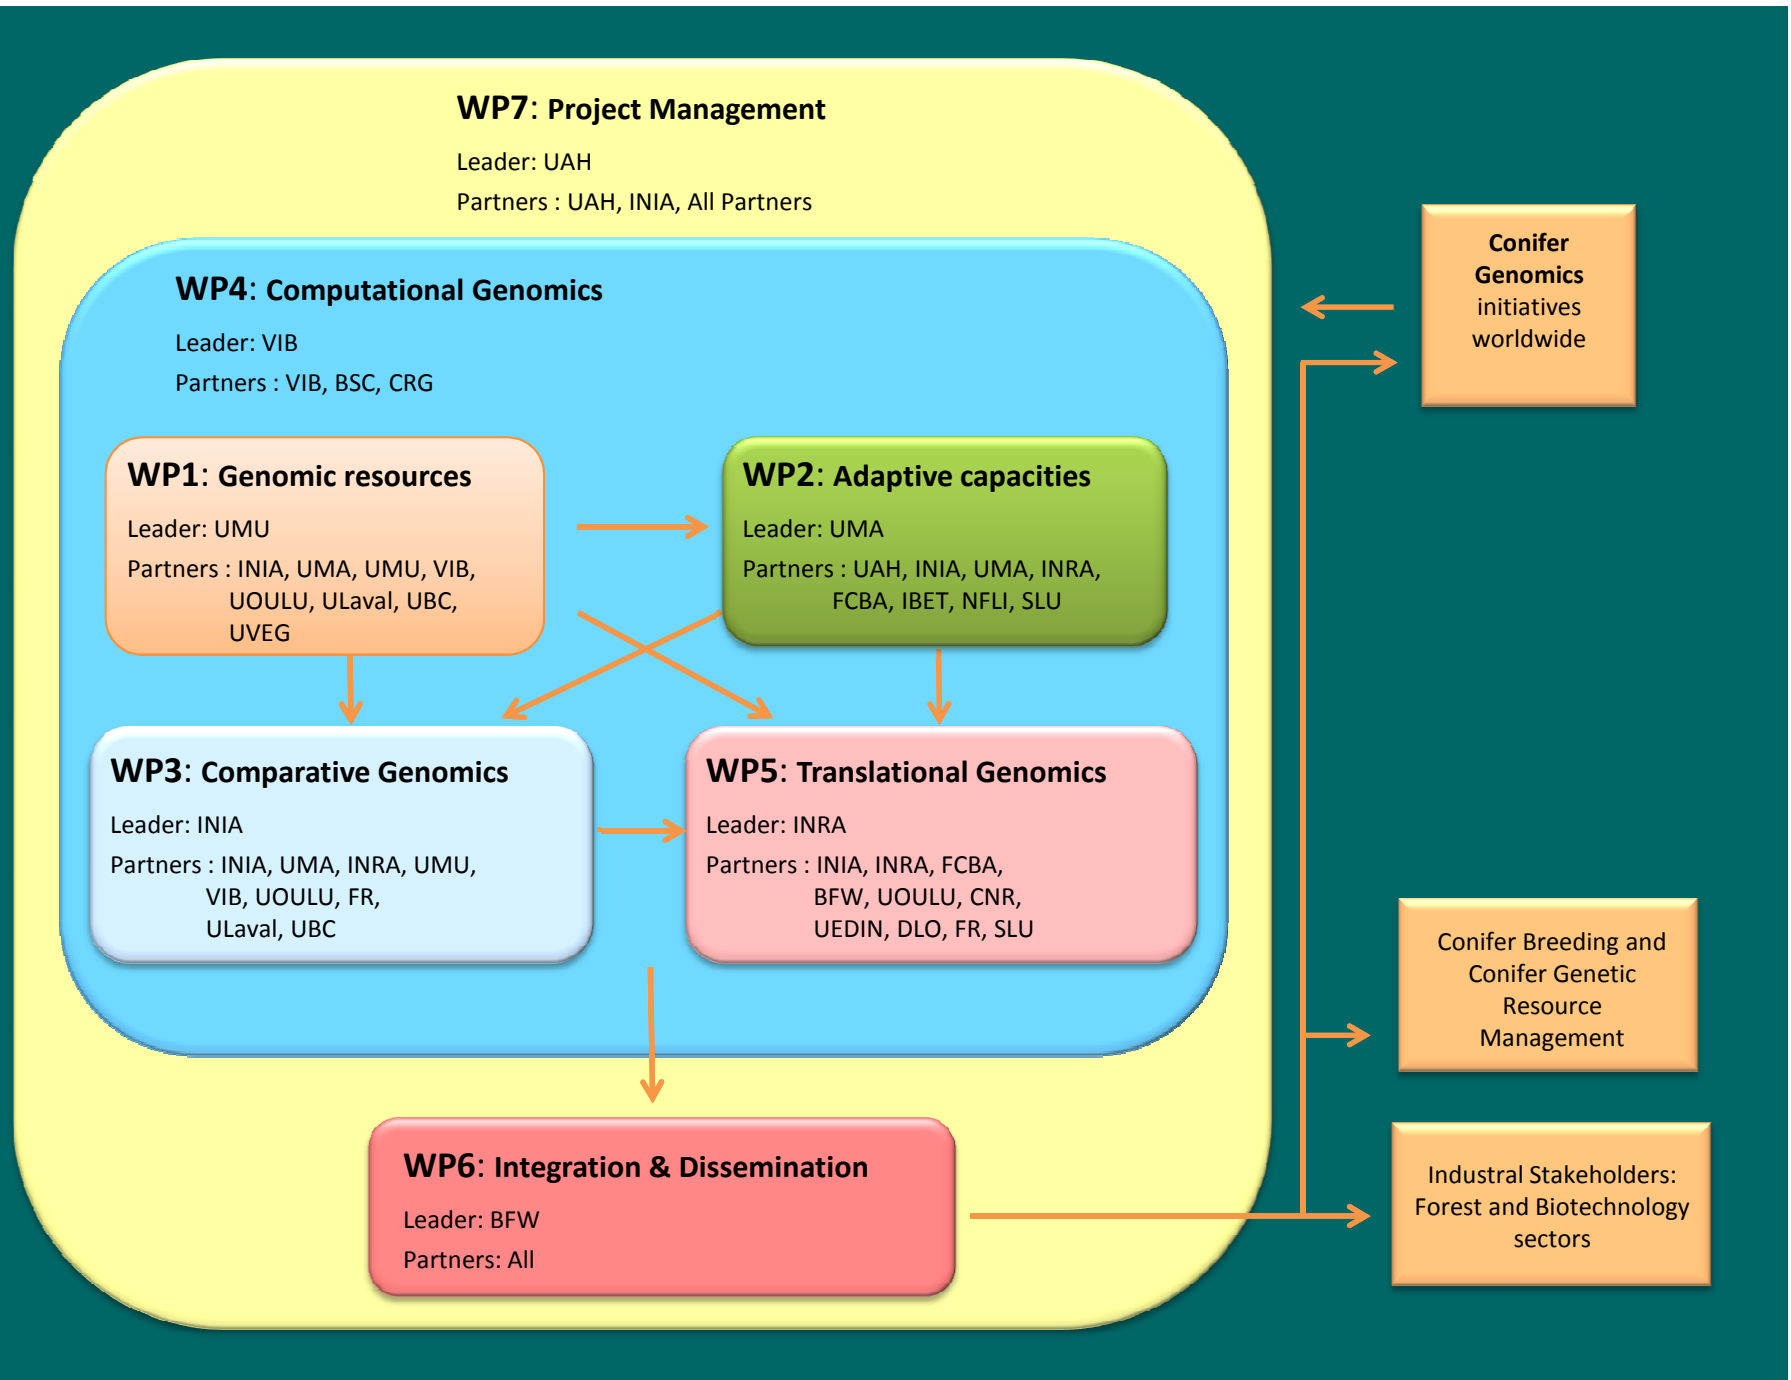 WP7: Project Management
Leader: UAH
Partners : UAH, INIA, All Partners
WP4: Computational Genomics
Leader: VIB
Partners : VIB, BSC, CRG
WP1: Genomic resources
Leader: UMU
Partners : INIA, UMA, UMU, VIB,
UOULU, ULaval, UBC,
UVEG
WP2: Adaptive capacities
Leader: UMA
Partners : UAH, INIA, UMA, INRA,
FCBA, IBET, NFLI, SLU
WP3: Comparative Genomics
Leader: INIA
Partners : INIA, UMA, INRA, UMU,
VIB, UOULU, FR,
ULaval, UBC
WP5: Translational Genomics
Leader: INRA
Partners : INIA, INRA, FCBA,
BFW, UOULU, CNR,
UEDIN, DLO, FR, SLU
WP6: Integration & Dissemination
Leader: BFW
Partners: All
Conifer
Genomics
initiatives
worldwide
Conifer Breeding and
Conifer Genetic
Resource
Management
Industral Stakeholders:
Forest and Biotechnology
sectors